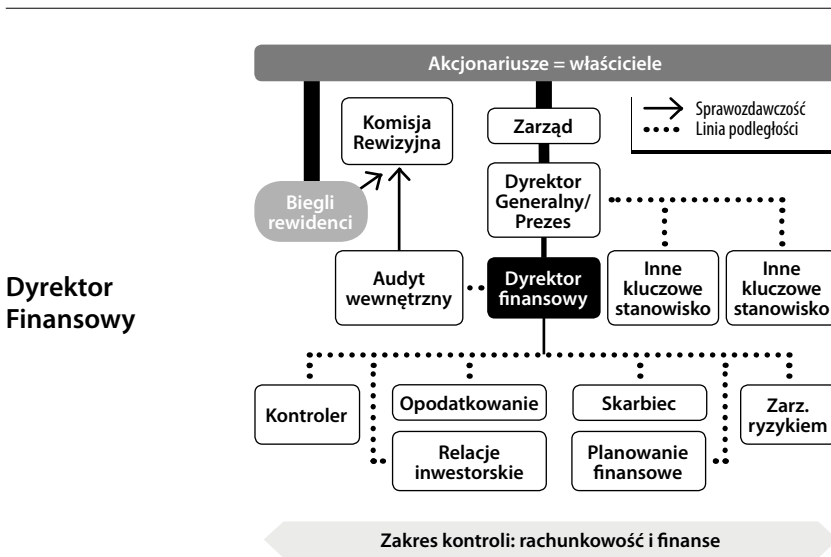 Akcjonariusze = właściciele
Komisja
Rewizyjna
Zarząd
Sprawozdawczość
Linia podległości
Biegli
rewidenci
Dyrektor
Generalny/
Prezes
Dyrektor
Finansowy
Audyt
wewnętrzny
Dyrektor
finansowy
Inne
kluczowe
stanowisko
Inne
kluczowe
stanowisko
Kontroler
Opodatkowanie
Skarbiec
Zarz.
ryzykiem
Relacje
inwestorskie
Planowanie
finansowe
Zakres kontroli: rachunkowość i finanse